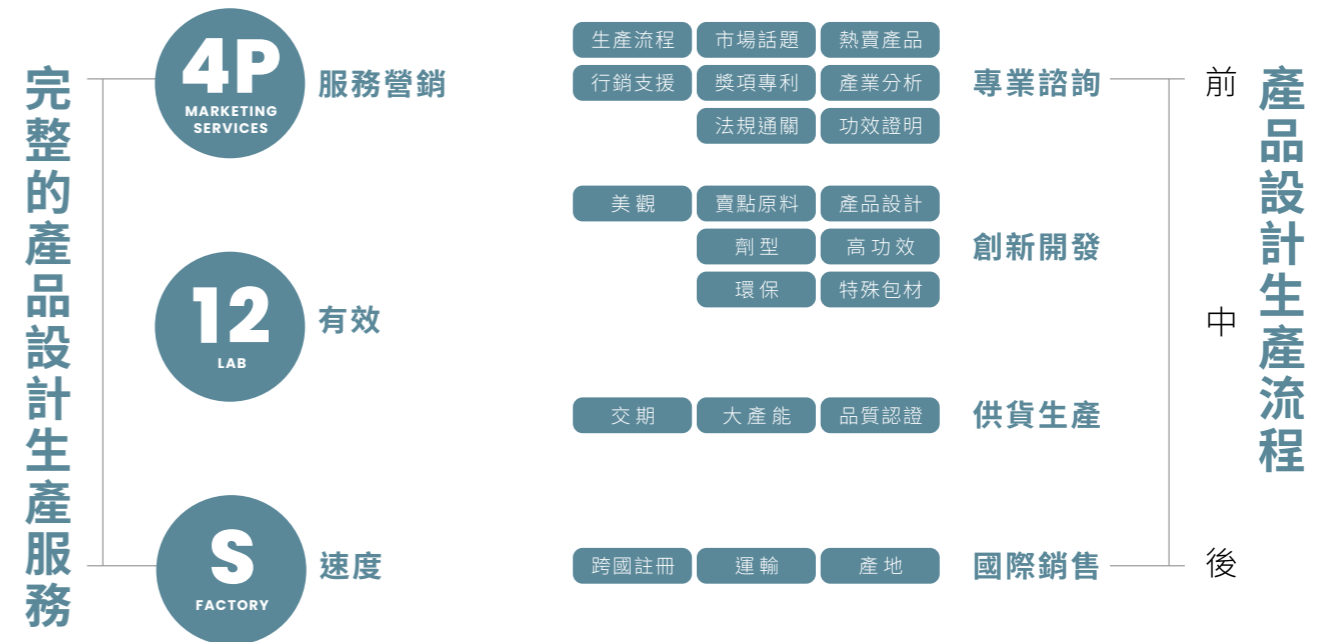 完整的產品設計生產服務
4P
MARKETING
SERVICES
服務營銷
12
LAB
有效
S
FACTORY
速度
生產流程 市場話題 熱賣產品
行銷支援 獎項專利 產業分析
法規通關 功效證明
專業諮詢
美觀 賣點原料 產品設計
劑型 高功效
環保 特殊包材
創新開發
交期 大產能 品質認證
供貨生產
跨國註冊 運輸 產地
國際銷售
前
中
後
產品設計生產流程